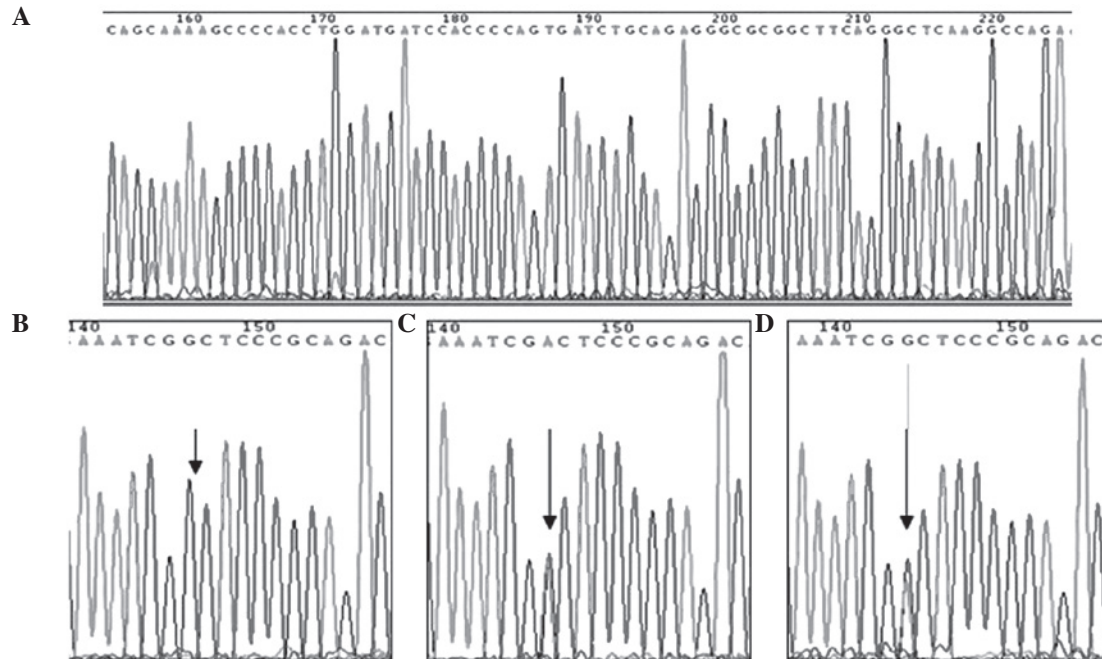 A
160 170 180 190 200 210 220
CAGCAAAAGCCCCACCTGGATGATCCACCCCAGTGATCTGCAGAGGGCGCGGCTTCAGGGCTCAAGGCCAGA
B C D
140 150
AAATCGGCTCCCGCAGAC
140 150
AAATCGACTCCCGCAGAC
140 150
AAATCGGCTCCCGCAGAC